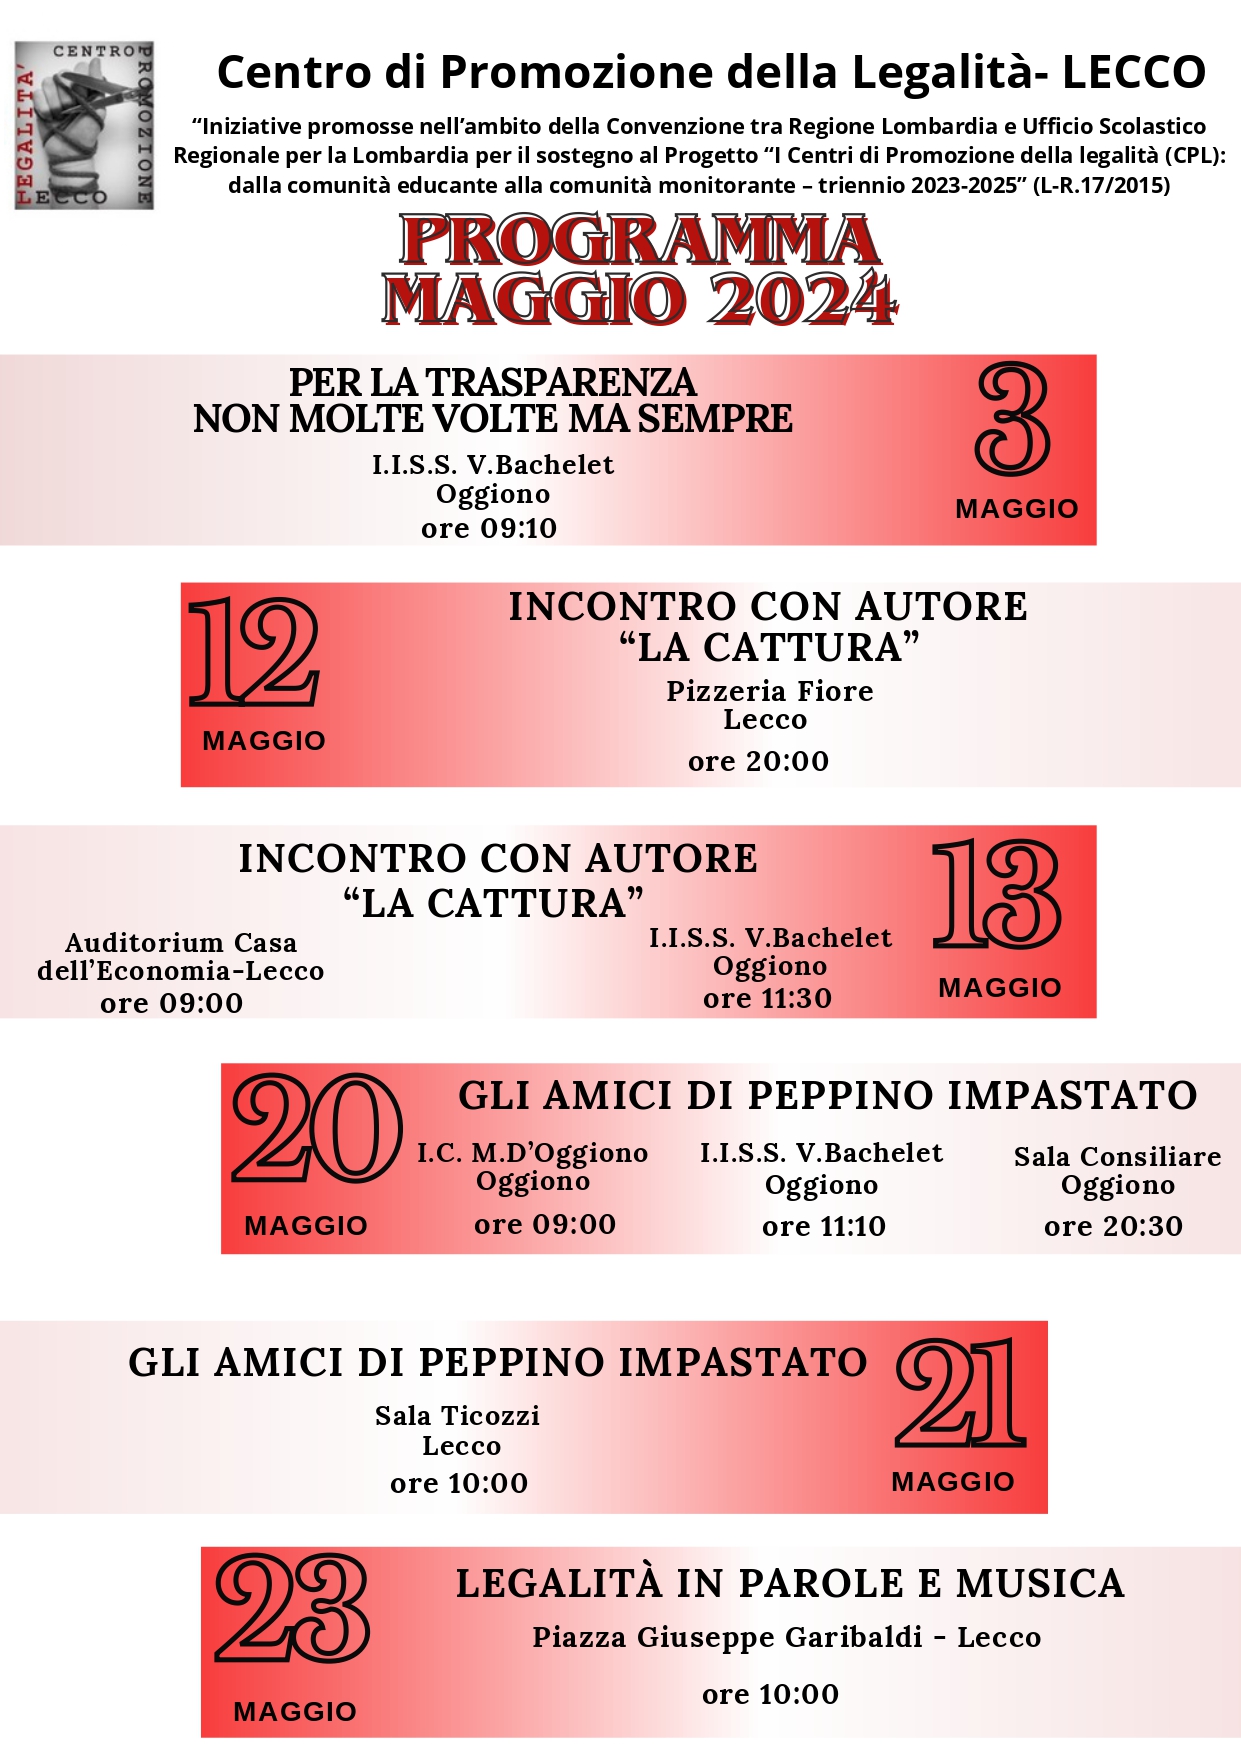 CENTRO
PROMOZIONE
LEGALITA'
LECCO
Centro di Promozione della Legalità- LECCO
“Iniziative promosse nell’ambito della Convenzione tra Regione Lombardia e Ufficio Scolastico
Regionale per la Lombardia per il sostegno al Progetto “I Centri di Promozione della legalità (CPL):
dalla comunità educante alla comunità monitorante – triennio 2023-2025” (L-R.17/2015)
PROGRAMMA
MAGGIO 2024
PER LA TRASPARENZA
NON MOLTE VOLTE MA SEMPRE
I.I.S.S. V.Bachelet
Oggiono
ore 09:10
3
MAGGIO
12
MAGGIO
INCONTRO CON AUTORE
“LA CATTURA”
Pizzeria Fiore
Lecco
ore 20:00
INCONTRO CON AUTORE
“LA CATTURA”
Auditorium Casa
dell’Economia-Lecco
ore 09:00
I.I.S.S. V.Bachelet
Oggiono
ore 11:30
13
MAGGIO
20
MAGGIO
GLI AMICI DI PEPPINO IMPASTATO
I.C. M.D’Oggiono
Oggiono
ore 09:00
I.I.S.S. V.Bachelet
Oggiono
ore 11:10
Sala Consiliare
Oggiono
ore 20:30
GLI AMICI DI PEPPINO IMPASTATO
Sala Ticozzi
Lecco
ore 10:00
21
MAGGIO
23
MAGGIO
LEGALITÀ IN PAROLE E MUSICA
Piazza Giuseppe Garibaldi - Lecco
ore 10:00